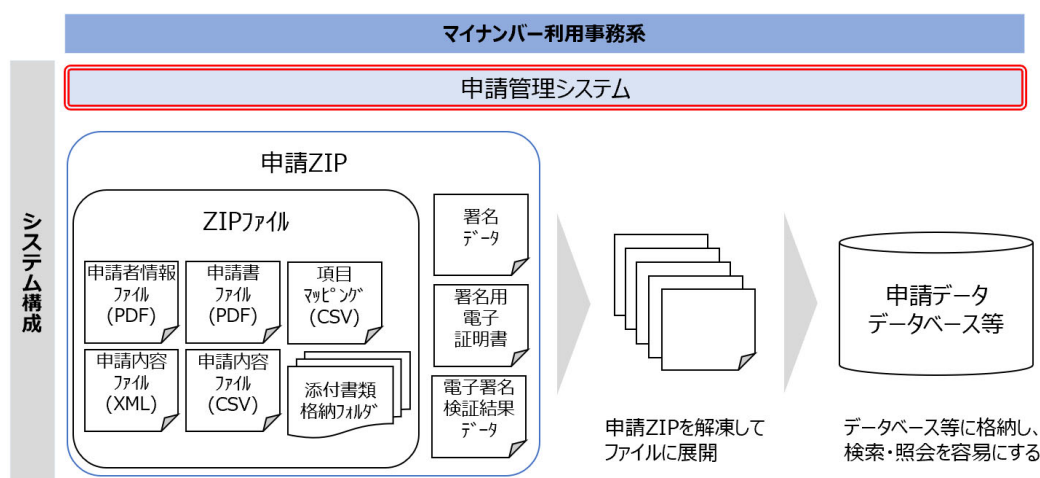 マイナンバー利用事務系
申請管理システム
システム構成
申請ZIP
ZIPﾌｧｲﾙ
申請者情報
ﾌｧｲﾙ
(PDF)
申請書
ﾌｧｲﾙ
(PDF)
項目
ﾏｯﾋﾟﾝｸﾞ
(CSV)
申請内容
ﾌｧｲﾙ
(XML)
申請内容
ﾌｧｲﾙ
(CSV)
添付書類
格納ﾌｫﾙﾀﾞ
署名
ﾃﾞｰﾀ
署名用
電子
証明書
電子署名
検証結果
ﾃﾞｰﾀ
申請ZIPを解凍して
ファイルに展開
申請データ
データベース等
データベース等に格納し、
検索・照会を容易にする